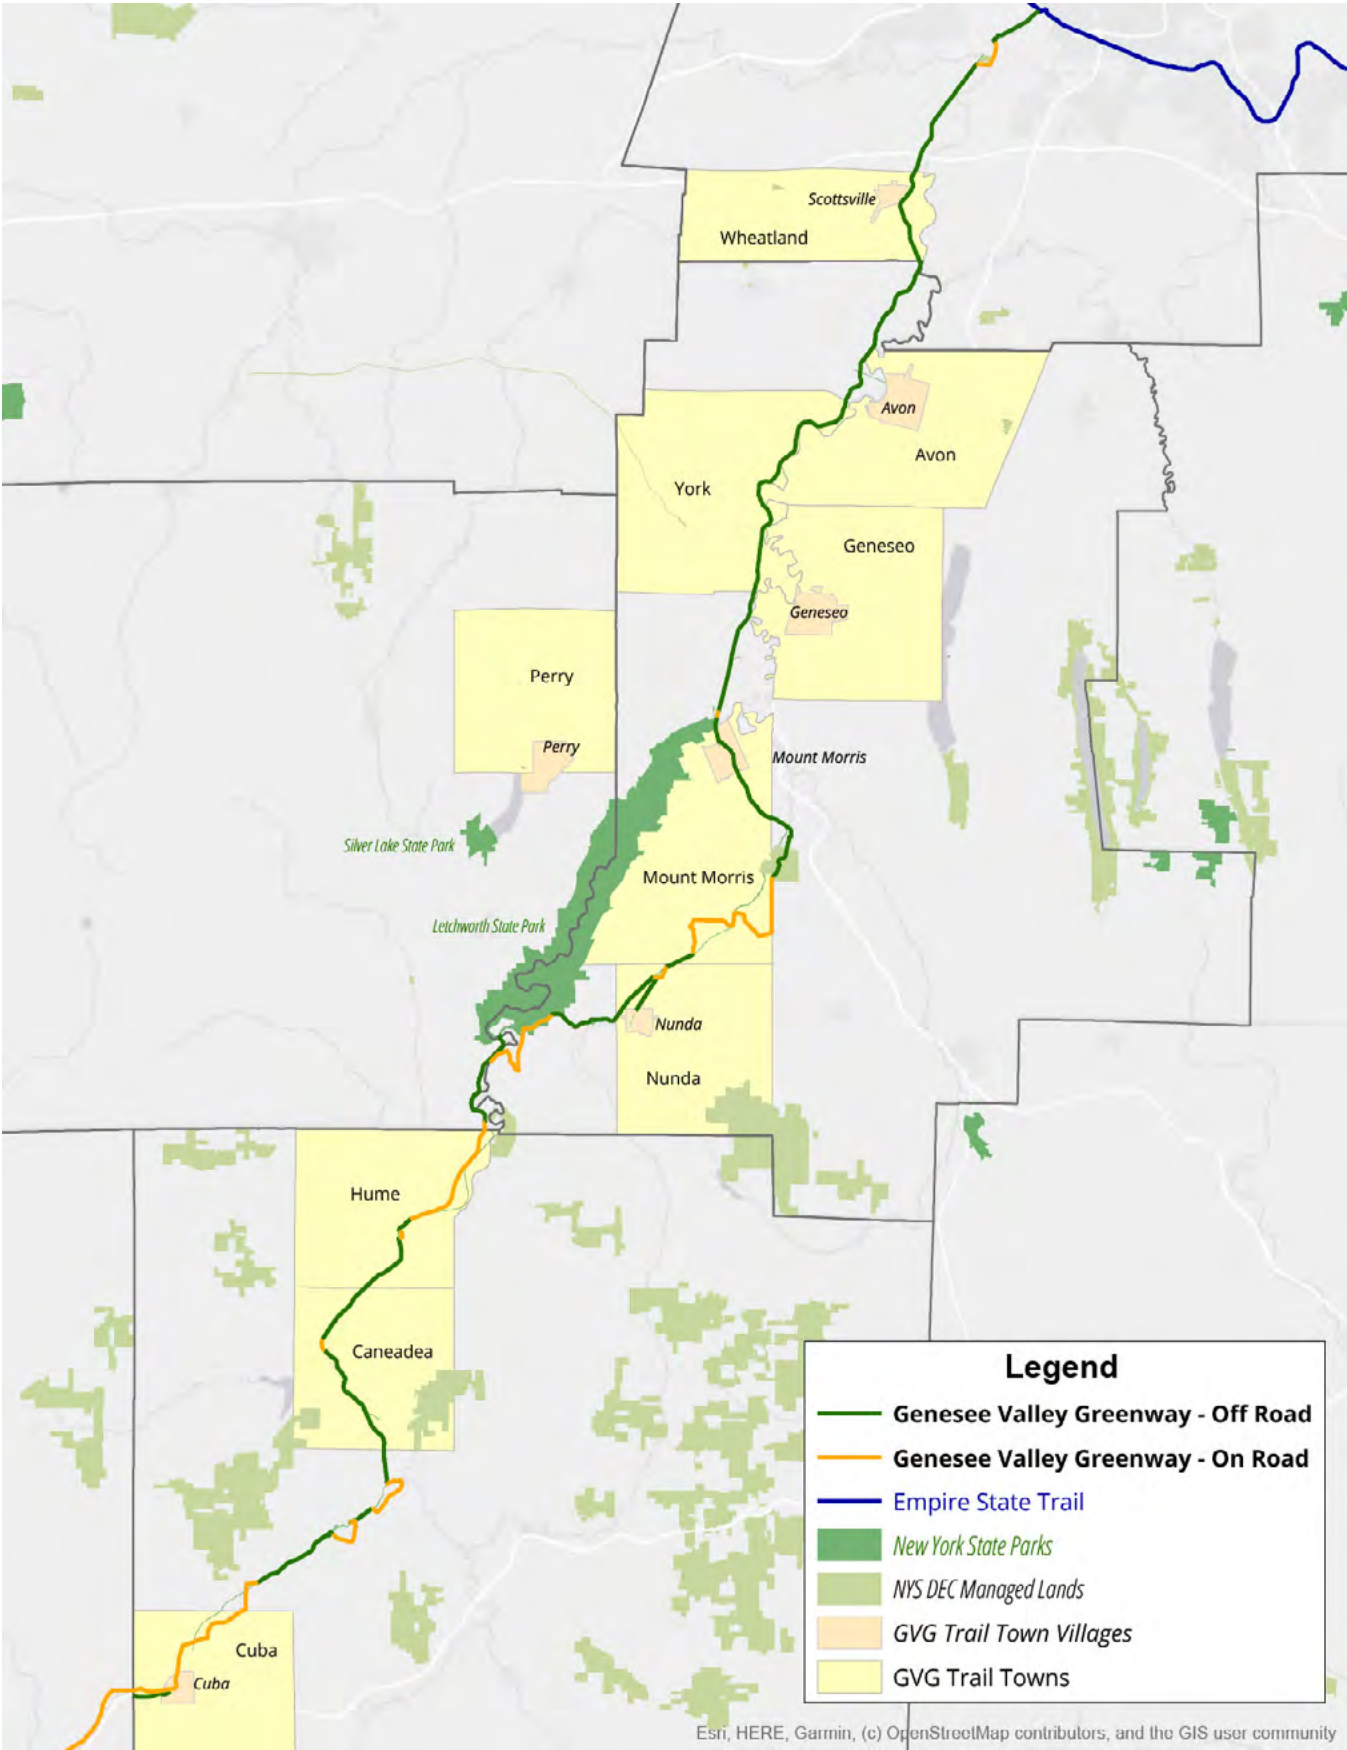 Scottsville
Wheatland
Avon
Avon
York
Geneseo
Geneseo
Perry
Perry
Mount Morris
Silver Lake State Park
Mount Morris
Letchworth State Park
Nunda
Nunda
Hume
Caneadea
Cuba
Cuba
Legend
Genesee Valley Greenway - Off Road
Genesee Valley Greenway - On Road
Empire State Trail
New York State Parks
NYS DEC Managed Lands
GVG Trail Town Villages
GVG Trail Towns
Esri, HERE, Garmin, (c) OpenStreetMap contributors, and the GIS user community